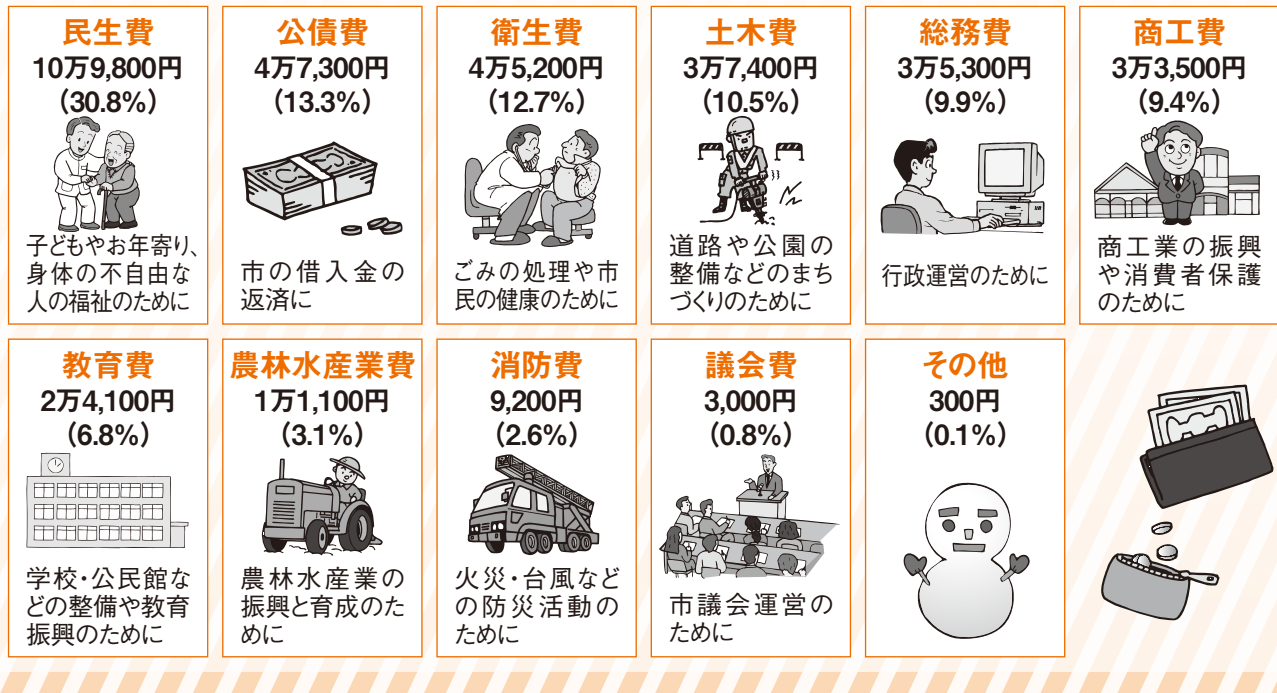 民生費
10万9,800円
(30.8%)
子どもやお年寄り、
身体の不自由な
人の福祉のために
公債費
4万7,300円
(13.3%)
市の借入金の
返済に
衛生費
4万5,200円
(12.7%)
ごみの処理や市
民の健康のために
土木費
3万7,400円
(10.5%)
道路や公園の
整備などのまち
づくりのために
総務費
3万5,300円
(9.9%)
行政運営のために
商工費
3万3,500円
(9.4%)
商工業の振興
や消費者保護
のために
教育費
2万4,100円
(6.8%)
学校・公民館な
どの整備や教育
振興のために
農林水産業費
1万1,100円
(3.1%)
農林水産業の
振興と育成のた
めに
消防費
9,200円
(2.6%)
火災・台風など
の防災活動の
ために
議会費
3,000円
(0.8%)
市議会運営の
ために
その他
300円
(0.1%)